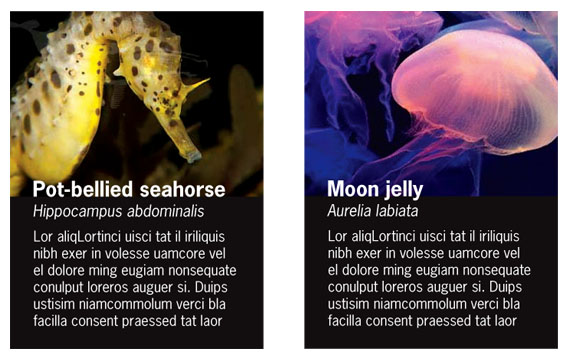 Pot-bellied seahorse
Hippocampus abdominalis
Lor aliqLortinci uisci tat il iriliquis
nibh exer in volesse uamcore vel
el dolore ming eugiam nonsequate
conulput loreros auguer si. Duips
ustisim niamcommolum verci bla
facilla consent praessed tat laor
Moon jelly
Aurelia labiata
Lor aliqLortinci uisci tat il iriliquis
nibh exer in volesse uamcore vel
el dolore ming eugiam nonsequate
conulput loreros auguer si. Duips
ustisim niamcommolum verci bla
facilla consent praessed tat laor